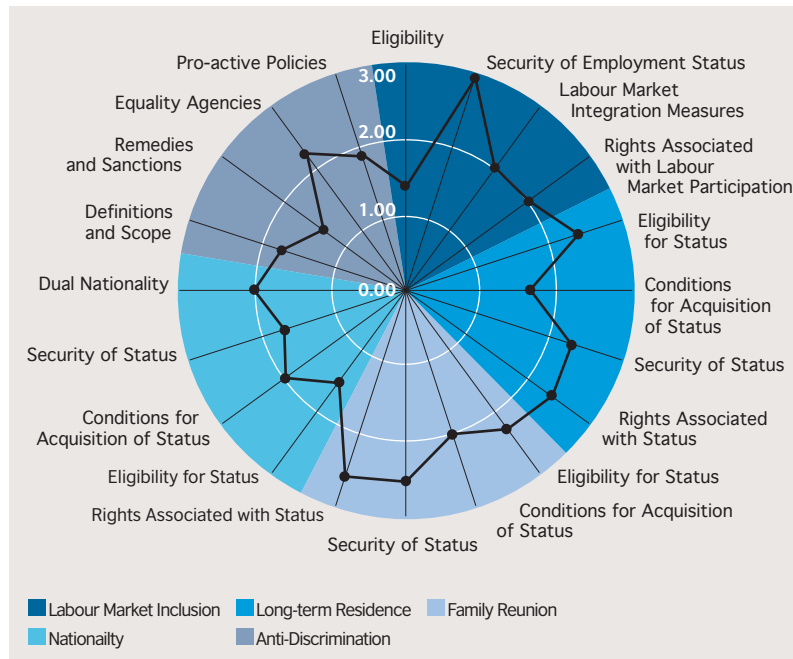 Eligibility
Security of Employment Status
Labour Market
Integration Measures
Rights Associated
with Labour
Market Participation
Eligibility
for Status
Conditions
for Acquisition
of Status
Security of Status
Rights Associated
with Status
Eligibility for Status
Conditions for Acquisition
of Status
Security of Status
Rights Associated with Status
Eligibility for Status
Conditions for
Acquisition of Status
Security of Status
Dual Nationality
Definitions
and Scope
Remedies
and Sanctions
Equality Agencies
Pro-active Policies
3.00
2.00
1.00
0.00
Labour Market Inclusion
Long-term Residence
Family Reunion
Nationailty
Anti-Discrimination